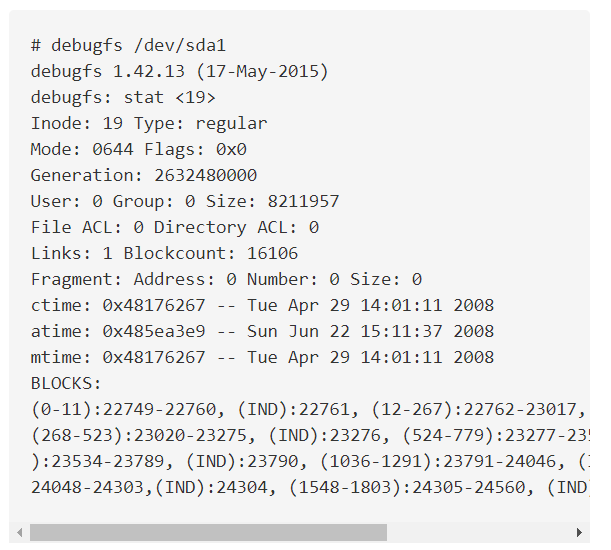 # debugfs /dev/sda1
debugfs 1.42.13 (17-May-2015)
debugfs: stat <19>
Inode: 19 Type: regular
Mode: 0644 Flags: 0x0
Generation: 2632480000
User: 0 Group: 0 Size: 8211957
File ACL: 0 Directory ACL: 0
Links: 1 Blockcount: 16106
Fragment: Address: 0 Number: 0 Size: 0
ctime: 0x48176267 -- Tue Apr 29 14:01:11 2008
atime: 0x485ea3e9 -- Sun Jun 22 15:11:37 2008
mtime: 0x48176267 -- Tue Apr 29 14:01:11 2008
BLOCKS:
(0-11):22749-22760, (IND):22761, (12-267):22762-23017,
(268-523):23020-23275, (IND):23276, (524-779):23277-
):23534-23789, (IND):23790, (1036-1291):23791-24046,
24048-24303,(IND):24304, (1548-1803):24305-24560, (IND